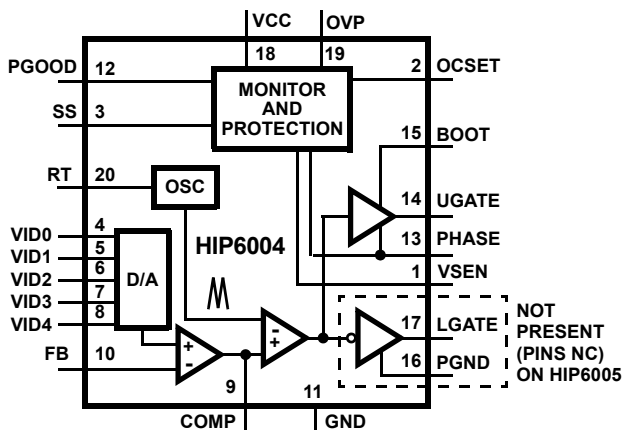 VCC OVP
18 19
PGOOD 12
2 OCSET
MONITOR
AND
PROTECTION
SS 3
15 BOOT
RT 20
OSC
14 UGATE
VID0 4
HIP6004
13 PHASE
VID1 5
VID2 6
D/A
1 VSEN
VID3 7
VID4 8
17 LGATE
NOT
PRESENT
(PINS NC)
ON HIP6005
+
-
-
+
FB 10
16 PGND
9
11
COMP
GND